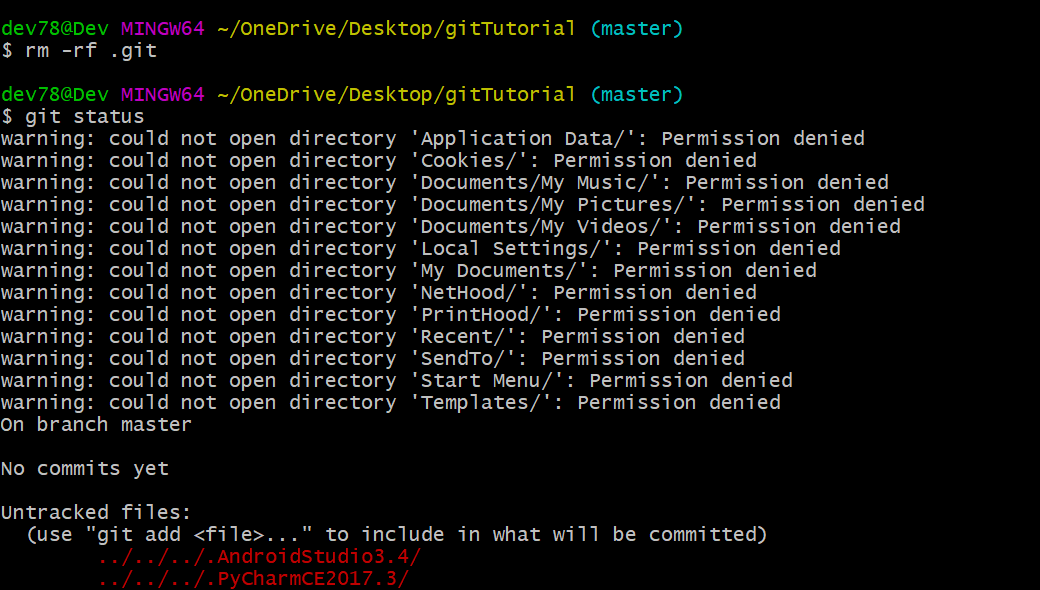 dev78@Dev MINGW64 ~/OneDrive/Desktop/gitTutorial (master)
$ rm -rf .git
dev78@Dev MINGW64 ~/OneDrive/Desktop/gitTutorial (master)
$ git status
warning: could not open directory 'Application Data/': Permission denied
warning: could not open directory 'Cookies/': Permission denied
warning: could not open directory 'Documents/My Music/': Permission denied
warning: could not open directory 'Documents/My Pictures/': Permission denied
warning: could not open directory 'Documents/My Videos/': Permission denied
warning: could not open directory 'Local Settings/': Permission denied
warning: could not open directory 'My Documents/': Permission denied
warning: could not open directory 'NetHood/': Permission denied
warning: could not open directory 'PrintHood/': Permission denied
warning: could not open directory 'Recent/': Permission denied
warning: could not open directory 'SendTo/': Permission denied
warning: could not open directory 'Start Menu/': Permission denied
warning: could not open directory 'Templates/': Permission denied
On branch master
No commits yet
Untracked files:
(use "git add <file>..." to include in what will be committed)
../../../.AndroidStudio3.4/
../../../.PyCharmCE2017.3/